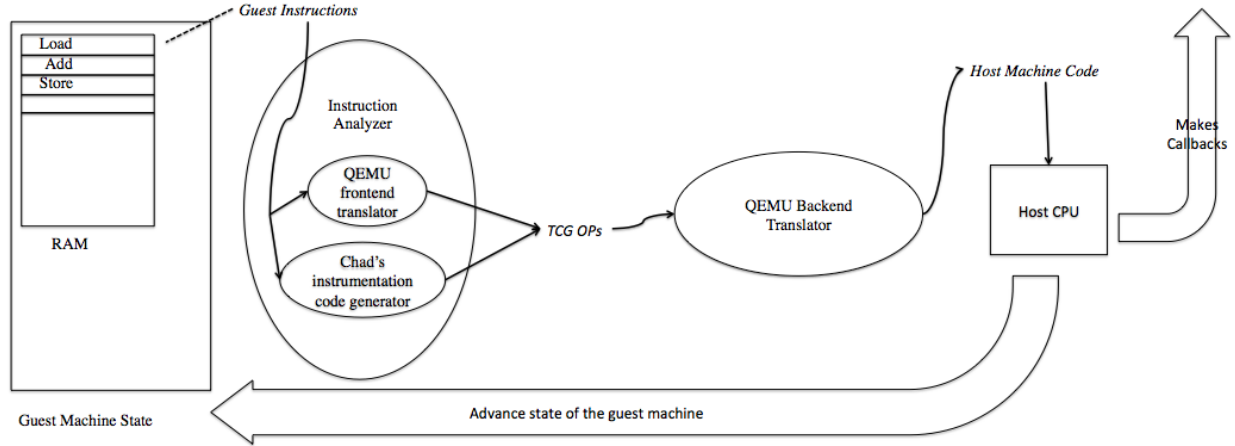 Guest Instructions
Load
Add
Store
RAM
Guest Machine State
Instruction
Analyzer
QEMU
frontend
translator
Chad's
instrumentation
code generator
TCG OPs
QEMU Backend
Translator
Host Machine Code
Host CPU
Makes
Callbacks
Advance state of the guest machine